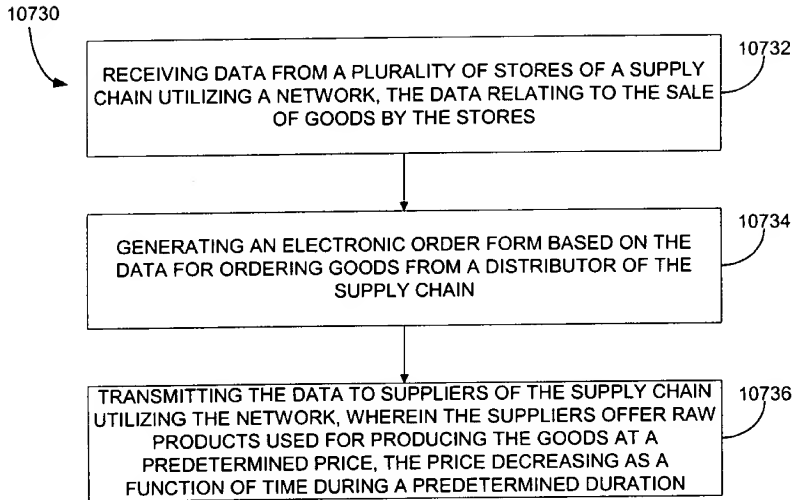 10730
10732
RECEIVING DATA FROM A PLURALITY OF STORES OF A SUPPLY
CHAIN UTILIZING A NETWORK, THE DATA RELATING TO THE SALE
OF GOODS BY THE STORES
10734
GENERATING AN ELECTRONIC ORDER FORM BASED ON THE
DATA FOR ORDERING GOODS FROM A DISTRIBUTOR OF THE
SUPPLY CHAIN
10736
TRANSMITTING THE DATA TO SUPPLIERS OF THE SUPPLY CHAIN
UTILIZING THE NETWORK, WHEREIN THE SUPPLIERS OFFER RAW
PRODUCTS USED FOR PRODUCING THE GOODS AT A
PREDETERMINED PRICE, THE PRICE DECREASING AS A
FUNCTION OF TIME DURING A PREDETERMINED DURATION